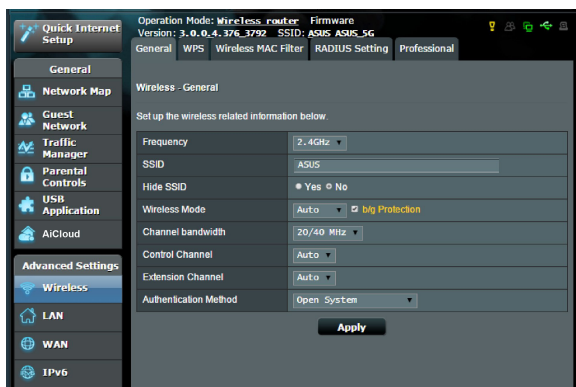 Quick Internet
Setup
General
Network Map
Guest
Network
Traffic
Manager
Parental
Controls
USB
Application
AiCloud
Advanced Settings
Wireless
LAN
WAN
IPv6
Operation Mode: Wireless router Firmware
Version: 3.0.0.4.376_3792 SSID: ASUS ASUS_5G
General WPS Wireless MAC Filter RADIUS Setting Professional
Wireless - General
Set up the wireless related information below.
Frequency 2.4GHz
SSID ASUS
Hide SSID Yes No
Wireless Mode Auto b/g Protection
Channel bandwidth 20/40 MHz
Control Channel Auto
Extension Channel Auto
Authentication Method Open System
Apply